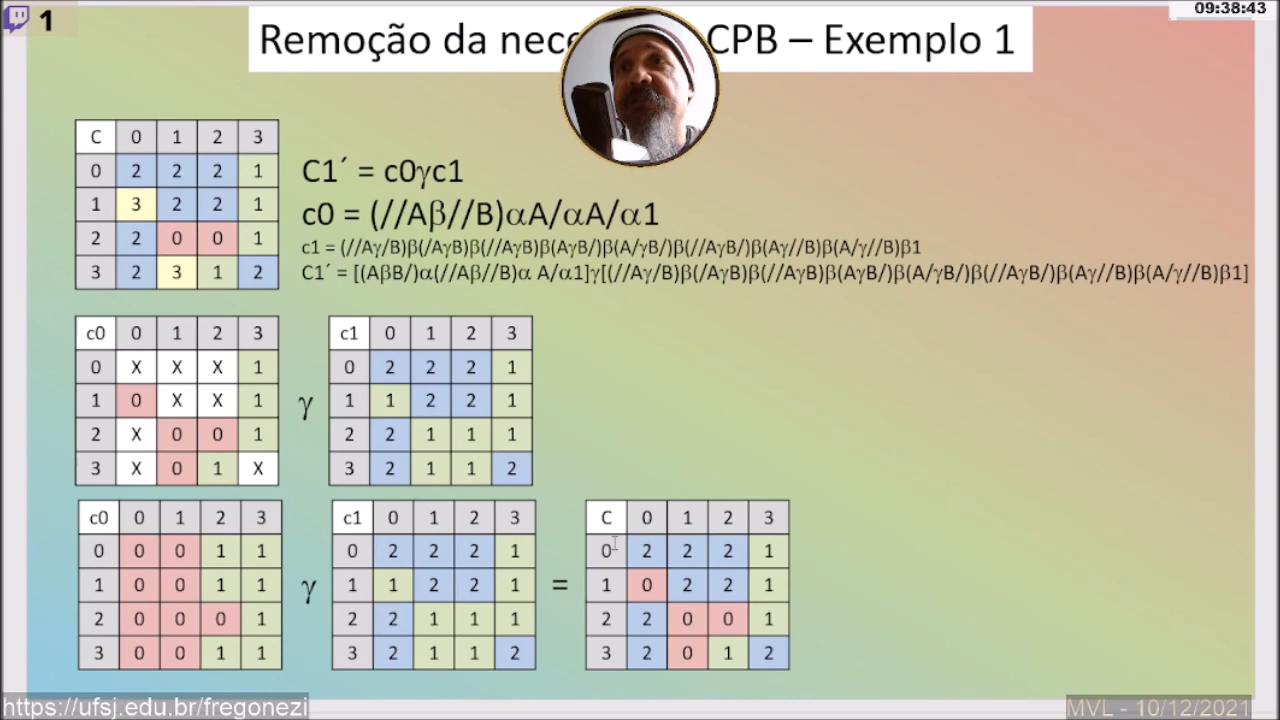 1
09:38:43
Remoção da nece CPB – Exemplo 1
C 0 1 2 3
0 2 2 2 1
1 3 2 2 1
2 2 0 0 1
3 2 3 1 2
C1´ = c0γc1
c0 = (//Aβ//B)αA/αA/α1
c1 = (//Aγ/B)β(/AγB)β(//AγB)β(AγB/)β(A/γB/)β(//AγB/)β(Aγ//B)β(A/γ//B)β1
C1´ = [(AβB/)α(//Aβ//B)α A/α1]γ[(//Aγ/B)β(/AγB)β(//AγB)β(AγB/)β(A/γB/)β(//AγB/)β(Aγ//B)β(A/γ//B)β1]
c0 0 1 2 3
0 X X X 1
1 0 X X 1
2 X 0 0 1
3 X 0 1 X
γ
c1 0 1 2 3
0 2 2 2 1
1 1 2 2 1
2 2 1 1 1
3 2 1 1 2
c0 0 1 2 3
0 0 0 1 1
1 0 0 1 1
2 0 0 0 1
3 0 0 1 1
γ
c1 0 1 2 3
0 2 2 2 1
1 1 2 2 1
2 2 1 1 1
3 2 1 1 2
=
C 0 1 2 3
0 2 2 2 1
1 0 2 2 1
2 2 0 0 1
3 2 0 1 2
https://ufsj.edu.br/fregonezi
MVL - 10/12/2021